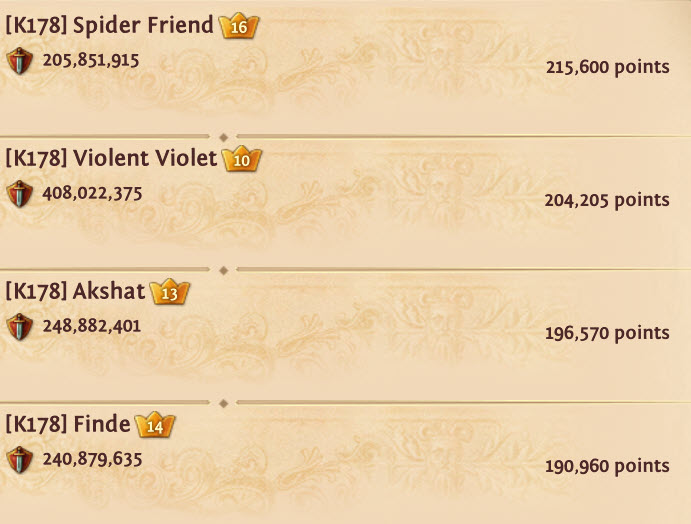 [K178] Spider Friend 16
205,851,915
215,600 points
[K178] Violent Violet 10
408,022,375
204,205 points
[K178] Akshat 13
248,882,401
196,570 points
[K178] Finde 14
240,879,635
190,960 points